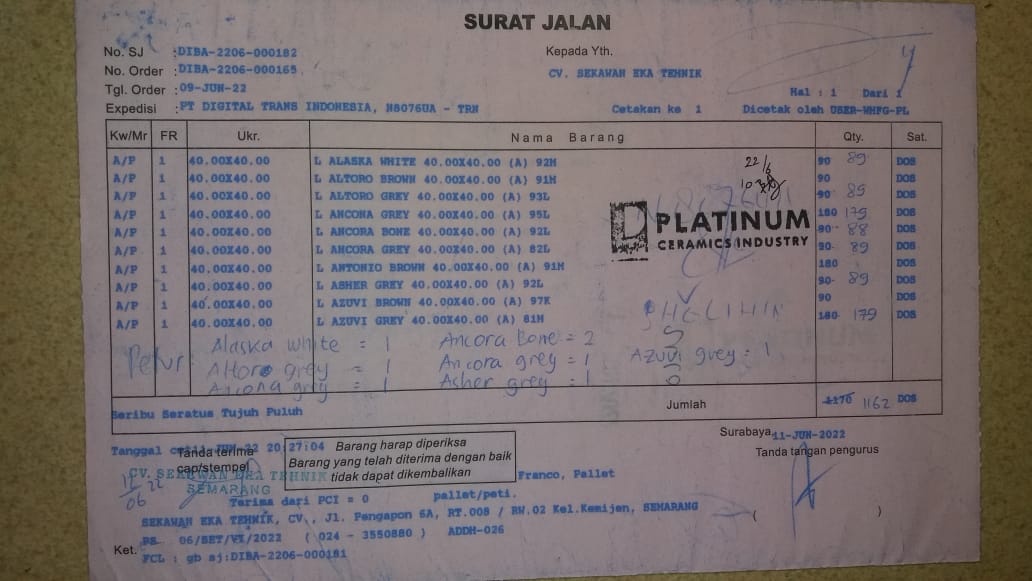 SURAT JALAN
No. SJ : DIBA-2206-000182
Kepada Yth.
No. Order : DIBA-2206-000165
CV. SEKAWAN EKA TEHNIK
Tgl. Order : 09-JUN-22
Hal : 1 Dari 1
Expedisi : PT DIGITAL TRANS INDONESIA, N8076UA - TRN
Cetakan ke 1 Dicetak oleh USER-WHFG-PL
Kw/Mr FR Ukr. Nama Barang Qty. Sat.
A/P 1 40.00X40.00 L ALASKA WHITE 40.00X40.00 (A) 92M 22/6 90 89 DOS
A/P 1 40.00X40.00 L ALTORO BROWN 40.00X40.00 (A) 91M 90 DOS
A/P 1 40.00X40.00 L ALTORO GREY 40.00X40.00 (A) 93L 90 89 DOS
A/P 1 40.00X40.00 L ANCONA GREY 40.00X40.00 (A) 95L 180 179 DOS
A/P 1 40.00X40.00 L ANCORA BONE 40.00X40.00 (A) 92L 90 88 DOS
A/P 1 40.00X40.00 L ANCORA GREY 40.00X40.00 (A) 82L 90 89 DOS
A/P 1 40.00X40.00 L ANTONIO BROWN 40.00X40.00 (A) 91M 180 DOS
A/P 1 40.00X40.00 L ASHER GREY 40.00X40.00 (A) 92L 90 89 DOS
A/P 1 40.00X40.00 L AZUVI BROWN 40.00X40.00 (A) 97K 90 DOS
A/P 1 40.00X40.00 L AZUVI GREY 40.00X40.00 (A) 81M 180 179 DOS
PLATINUM
CERAMICS INDUSTRY
Alaska white = 1 Ancora bone = 2
Altoro grey = 1 Ancora grey = 1 Azuvi grey = 1
Ancona grey = 1 Asher grey = 1
Seribu Seratus Tujuh Puluh
Jumlah 1170 1162 DOS
Surabaya, 11-JUN-2022
Tanggal 11-JUN-22 20:27:04
Tanda terima
cap/stempel
Barang harap diperiksa
Barang yang telah diterima dengan baik
tidak dapat dikembalikan
Tanda tangan pengurus
CV. SEKAWAN EKA TEHNIK
SEMARANG
Franco, Pallet
Terima dari PCI = 0 pallet/peti.
SEKAWAN EKA TEHNIK, CV., Jl. Pengapon 6A, RT.008 / RW.02 Kel.Kemijen, SEMARANG
06/SET/VI/2022 ( 024 - 3550880 ) ADDH-026
( )
Ket. FCL : gb sj:DIBA-2206-000181